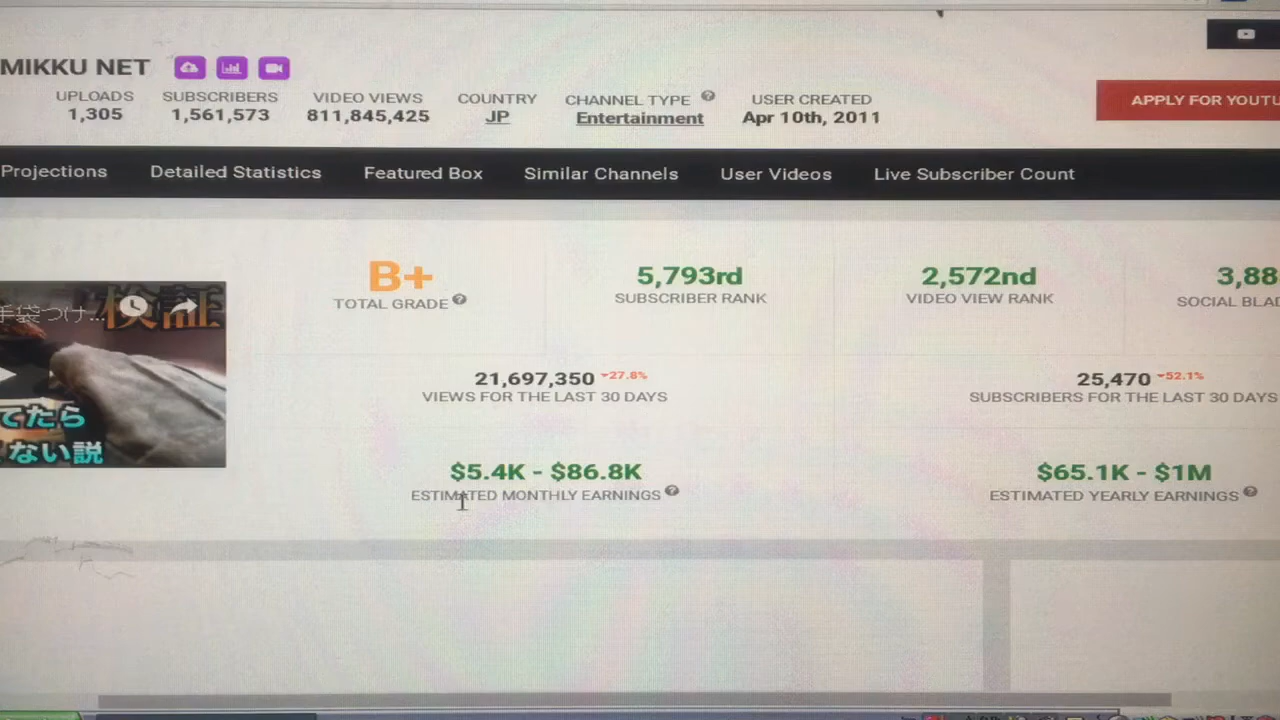 MIKKU NET
UPLOADS
1,305
SUBSCRIBERS
1,561,573
VIDEO VIEWS
811,845,425
COUNTRY
JP
CHANNEL TYPE
Entertainment
USER CREATED
Apr 10th, 2011
APPLY FOR YOUTU
Projections
Detailed Statistics
Featured Box
Similar Channels
User Videos
Live Subscriber Count
手袋つけ...
検証
てたら
ない説
B+
TOTAL GRADE
5,793rd
SUBSCRIBER RANK
2,572nd
VIDEO VIEW RANK
3,88
SOCIAL BLAD
21,697,350 27.8%
VIEWS FOR THE LAST 30 DAYS
25,470 52.1%
SUBSCRIBERS FOR THE LAST 30 DAYS
$5.4K - $86.8K
ESTIMATED MONTHLY EARNINGS
$65.1K - $1M
ESTIMATED YEARLY EARNINGS